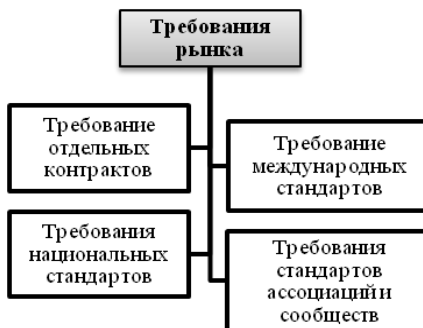 Требования
рынка
Требование
отдельных
контрактов
Требование
международных
стандартов
Требования
национальных
стандартов
Требования
стандартов
ассоциаций и
сообществ